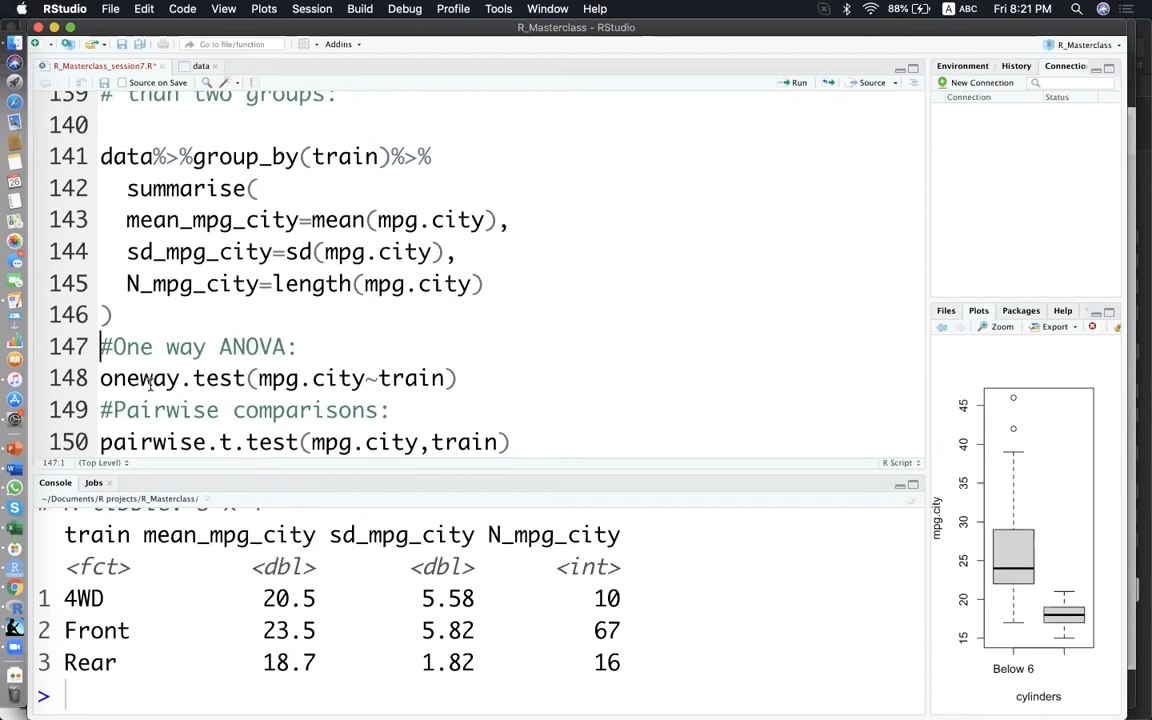 RStudio File Edit Code View Plots Session Build Debug Profile Tools Window Help 88% A ABC Fri 8:21 PM
R_Masterclass - RStudio
Go to file/function Addins R_Masterclass
R_Masterclass_session7.R* data
Source on Save Run Source
159
# than two groups:
140
141 data%>%group_by(train)%>%
142 summarise(
143 mean_mpg_city=mean(mpg.city),
144 sd_mpg_city=sd(mpg.city),
145 N_mpg_city=length(mpg.city)
146 )
147 #One way ANOVA:
148 oneway.test(mpg.city~train)
149 #Pairwise comparisons:
150 pairwise.t.test(mpg.city,train)
147:1 (Top Level) R Script
Console Jobs
~/Documents/R projects/R_Masterclass/
train mean_mpg_city sd_mpg_city N_mpg_city
<fct> <dbl> <dbl> <int>
1 4WD 20.5 5.58 10
2 Front 23.5 5.82 67
3 Rear 18.7 1.82 16
>
Environment History Connectio
New Connection
Connection Status
Files Plots Packages Help
Zoom Export
45
40
35
30
25
20
15
mpg.city
Below 6
cylinders